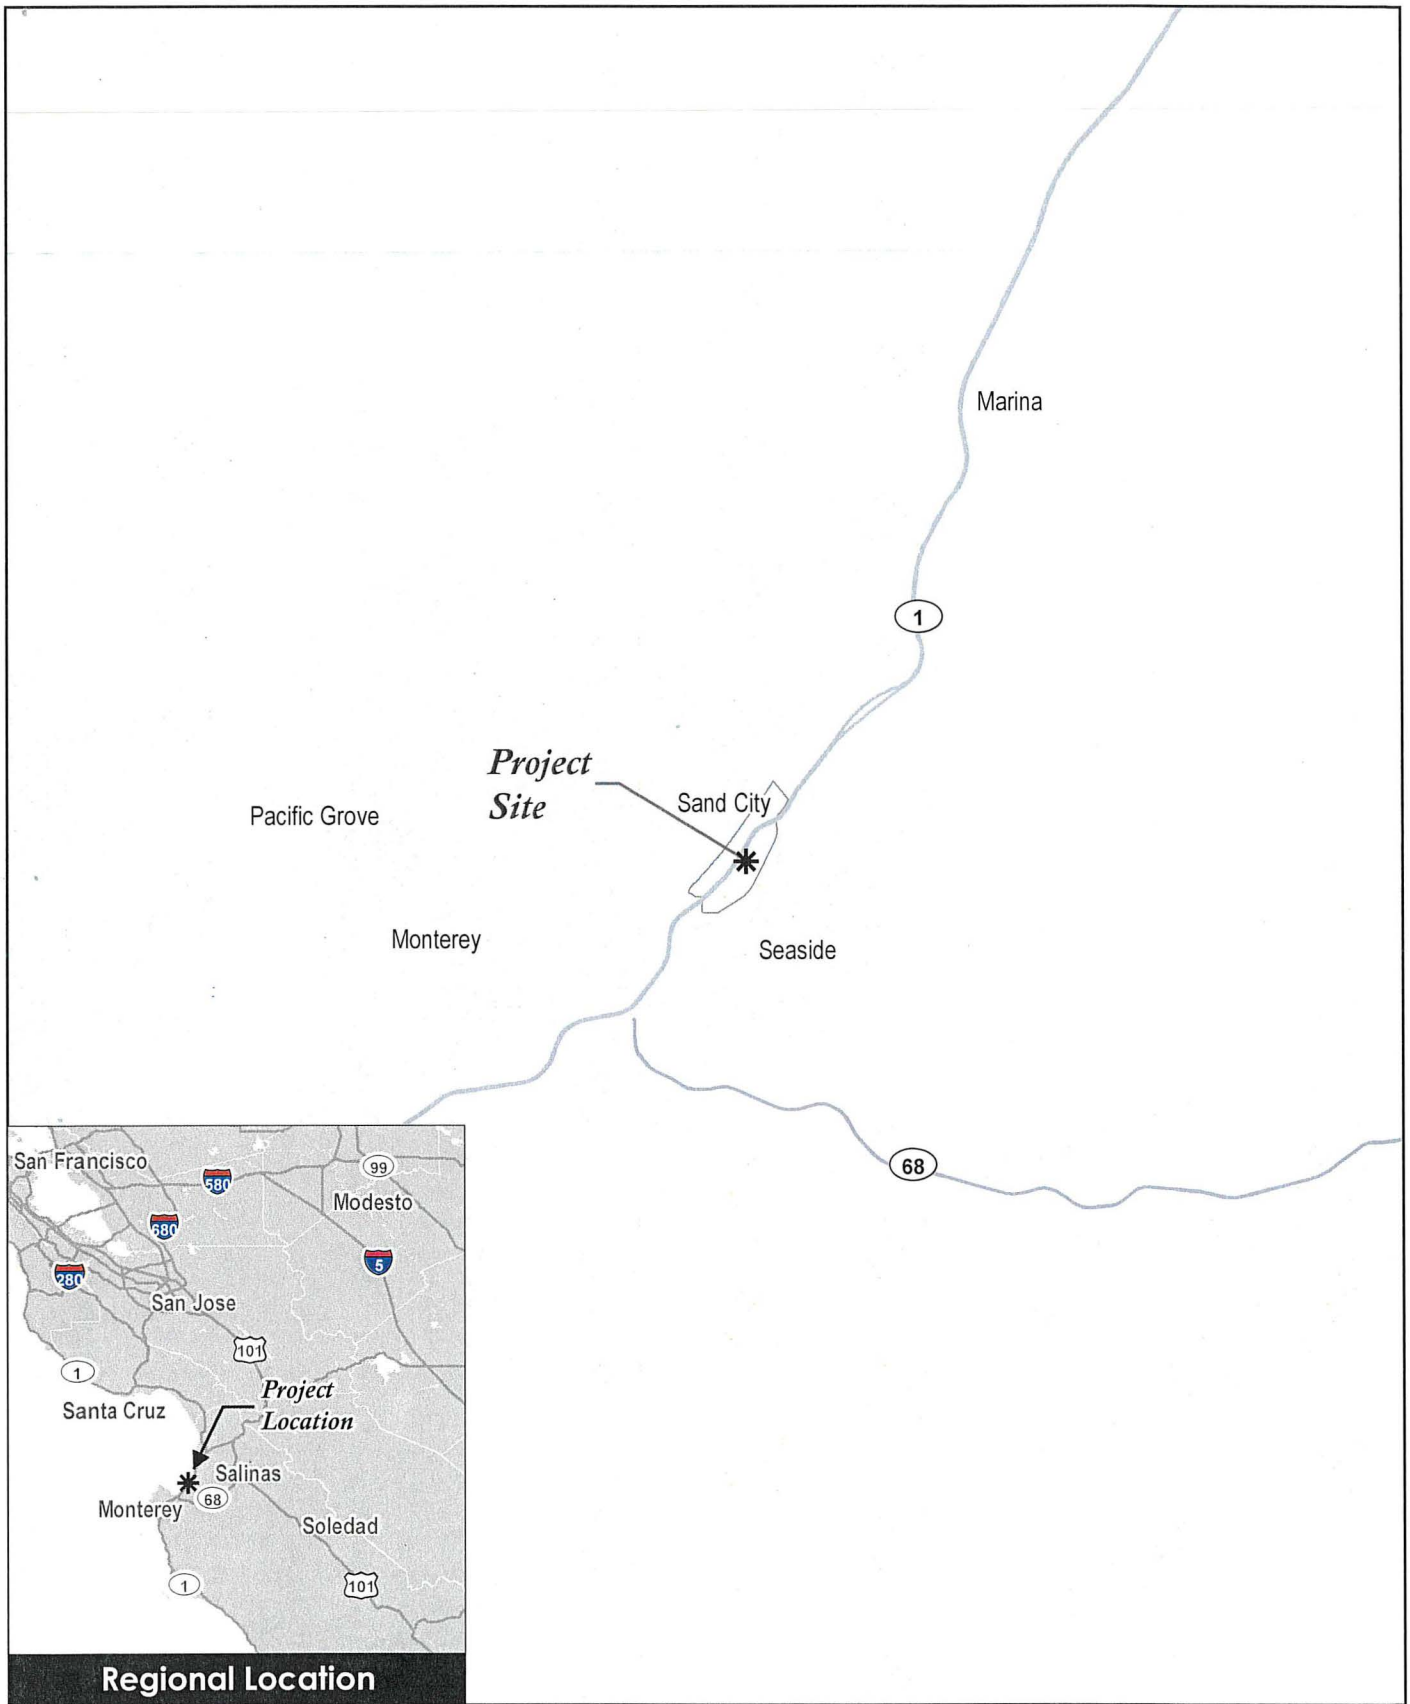 Marina
1
Project
Site
Sand City
Pacific Grove
Monterey
Seaside
68
San Francisco
580
99
Modesto
680
5
280
San Jose
101
1
Project
Location
Santa Cruz
Salinas
68
Monterey
Soledad
1
101
Regional Location